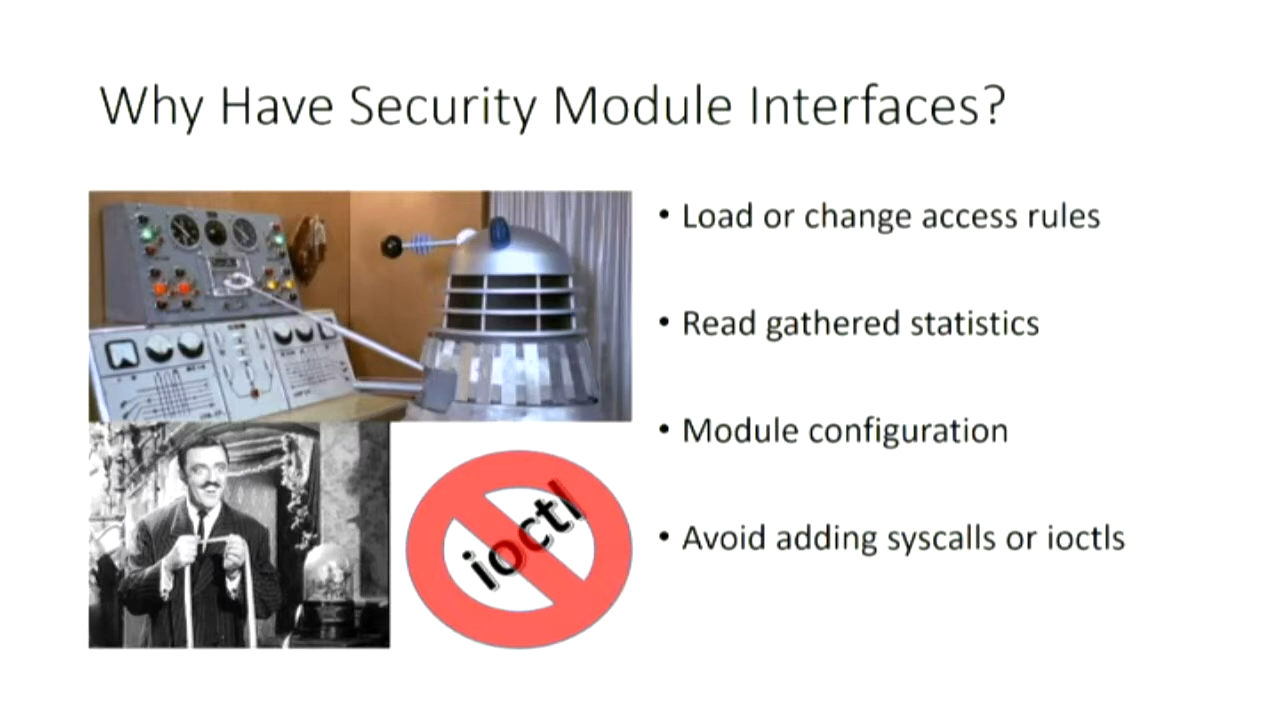 Why Have Security Module Interfaces?
• Load or change access rules
• Read gathered statistics
• Module configuration
• Avoid adding syscalls or ioctls
ioctl